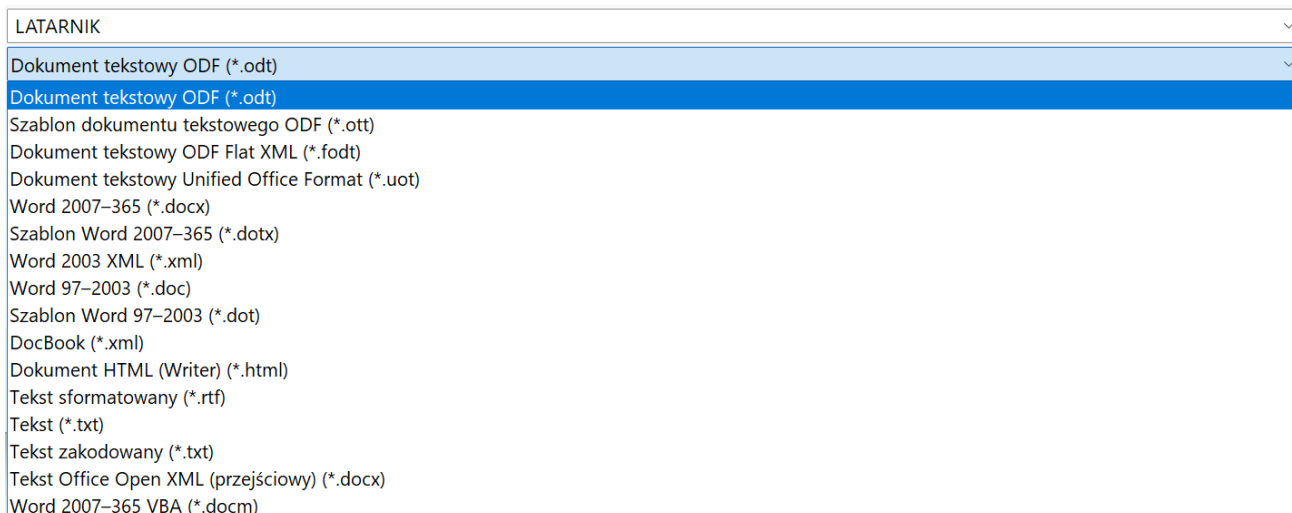 LATARNIK
Dokument tekstowy ODF (*.odt)
Dokument tekstowy ODF (*.odt)
Szablon dokumentu tekstowego ODF (*.ott)
Dokument tekstowy ODF Flat XML (*.fodt)
Dokument tekstowy Unified Office Format (*.uot)
Word 2007–365 (*.docx)
Szablon Word 2007–365 (*.dotx)
Word 2003 XML (*.xml)
Word 97–2003 (*.doc)
Szablon Word 97–2003 (*.dot)
DocBook (*.xml)
Dokument HTML (Writer) (*.html)
Tekst sformatowany (*.rtf)
Tekst (*.txt)
Tekst zakodowany (*.txt)
Tekst Office Open XML (przejściowy) (*.docx)
Word 2007–365 VBA (*.docm)